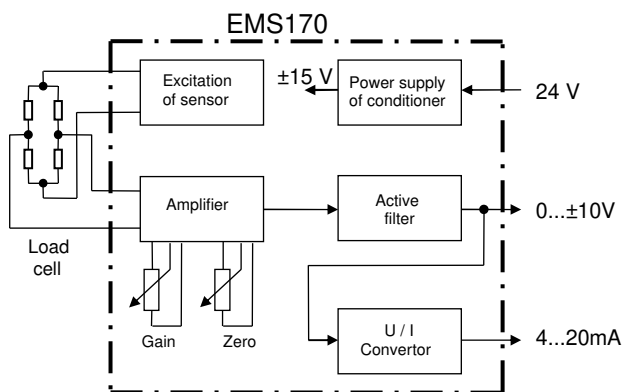 EMS170
Excitation
of sensor
±15 V
Power supply
of conditioner
24 V
Amplifier
Active
filter
0...±10V
Load
cell
Gain
Zero
U / I
Convertor
4...20mA